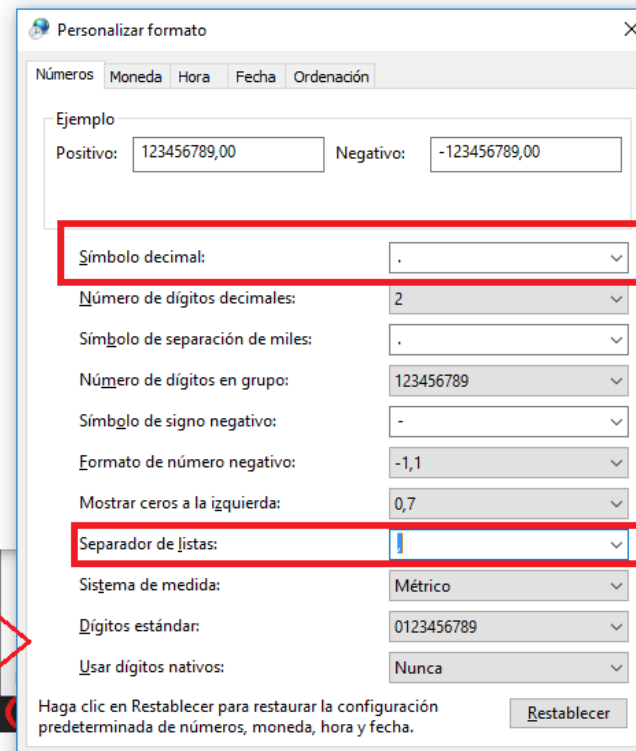 Personalizar formato
Números Moneda Hora Fecha Ordenación
Ejemplo
Positivo: 123456789,00 Negativo: -123456789,00
Símbolo decimal: .
Número de dígitos decimales: 2
Símbolo de separación de miles: .
Número de dígitos en grupo: 123456789
Símbolo de signo negativo: -
Formato de número negativo: -1,1
Mostrar ceros a la izquierda: 0,7
Separador de listas: ,
Sistema de medida: Métrico
Dígitos estándar: 0123456789
Usar dígitos nativos: Nunca
Haga clic en Restablecer para restaurar la configuración
predeterminada de números, moneda, hora y fecha.
Restablecer